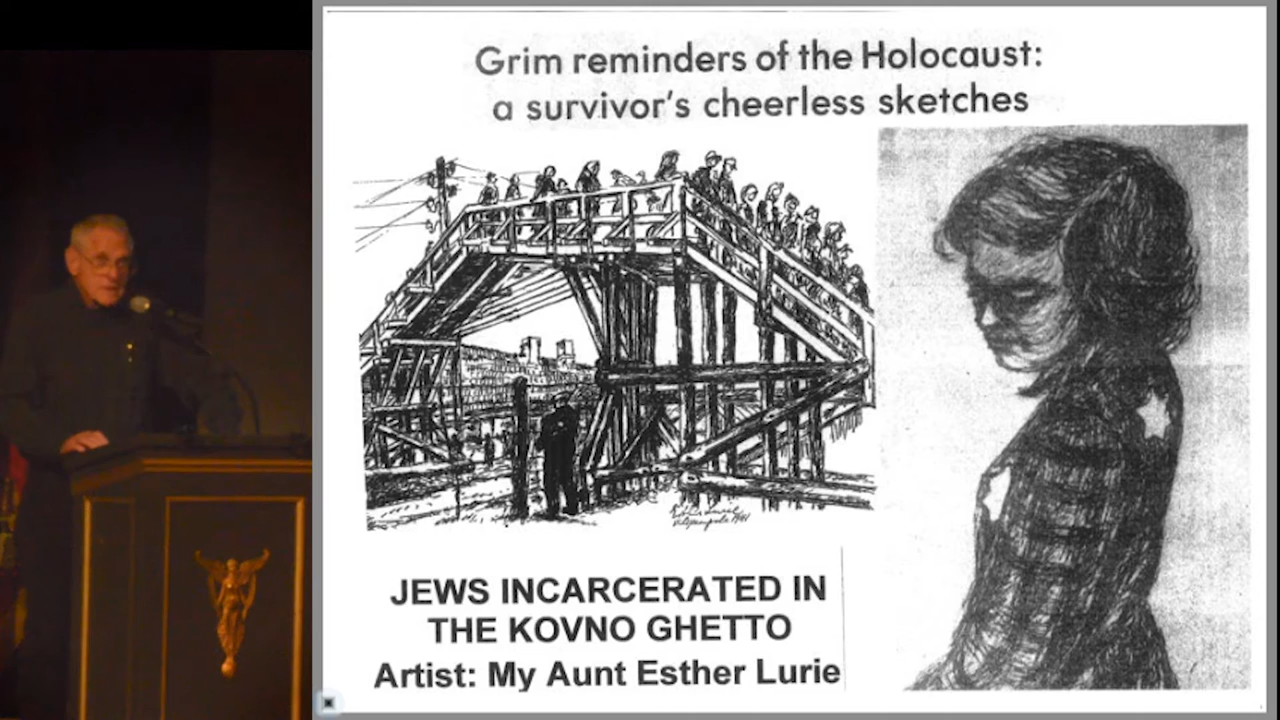 Grim reminders of the Holocaust:
a survivor's cheerless sketches
JEWS INCARCERATED IN
THE KOVNO GHETTO
Artist: My Aunt Esther Lurie